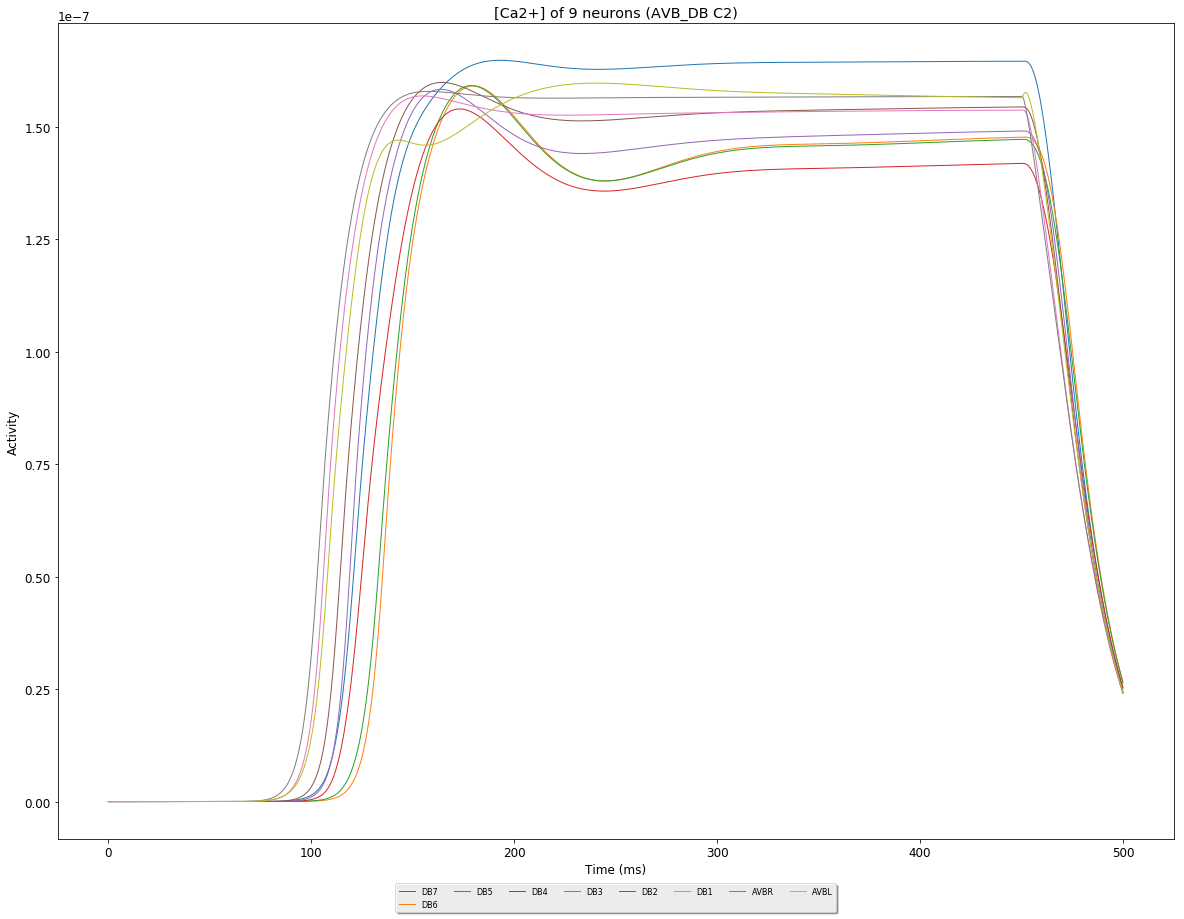 [Ca2+] of 9 neurons (AVB_DB C2)
1e−7
1.50
1.25
1.00
0.75
0.50
0.25
0.00
Activity
0 100 200 300 400 500
Time (ms)
DB7 DB5 DB4 DB3 DB2 DB1 AVBR AVBL
DB6